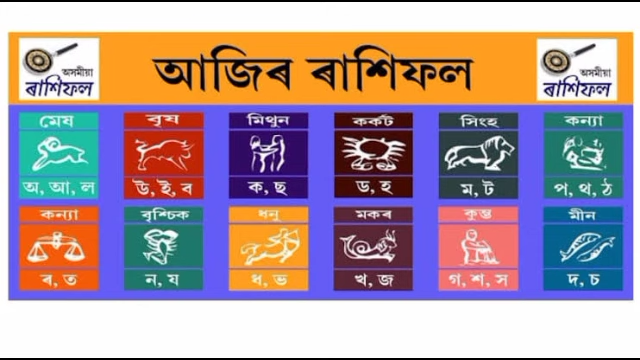 অসমীয়া
ৰাশিফল
আজিৰ ৰাশিফল
অসমীয়া
ৰাশিফল
মেষ
বৃষ
মিথুন
কৰ্কট
সিংহ
কন্যা
অ, আ, ল
উ, ই, ব
ক, ছ
ড, হ
ম, ট
প, থ, ঠ
কন্যা
বৃশ্চিক
ধনু
মকৰ
কুম্ভ
মীন
ৰ, ত
ন, য
ধ, ভ
খ, জ
গ, শ, স
দ, চ